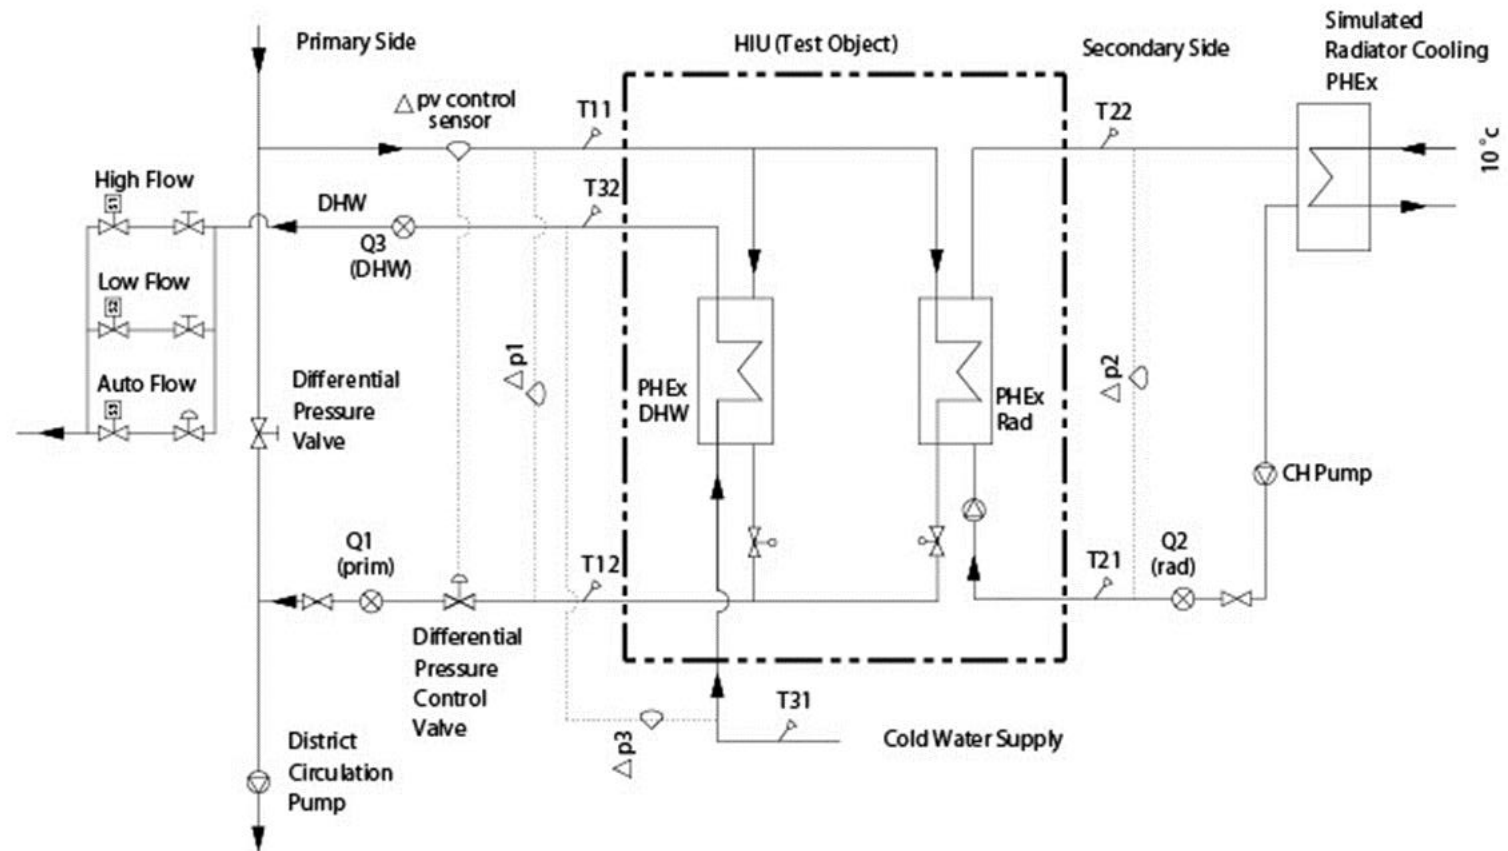 Primary Side
HIU (Test Object)
Secondary Side
Simulated
Radiator Cooling
PHEx
△ pv control
sensor
T11
T22
10 °c
High Flow
S1
DHW
T32
Q3
(DHW)
Low Flow
S2
Auto Flow
S3
Differential
Pressure
Valve
△ p1
PHEx
DHW
PHEx
Rad
△ p2
CH Pump
Q1
(prim)
T12
T21
Q2
(rad)
Differential
Pressure
Control
Valve
T31
Cold Water Supply
△ p3
District
Circulation
Pump